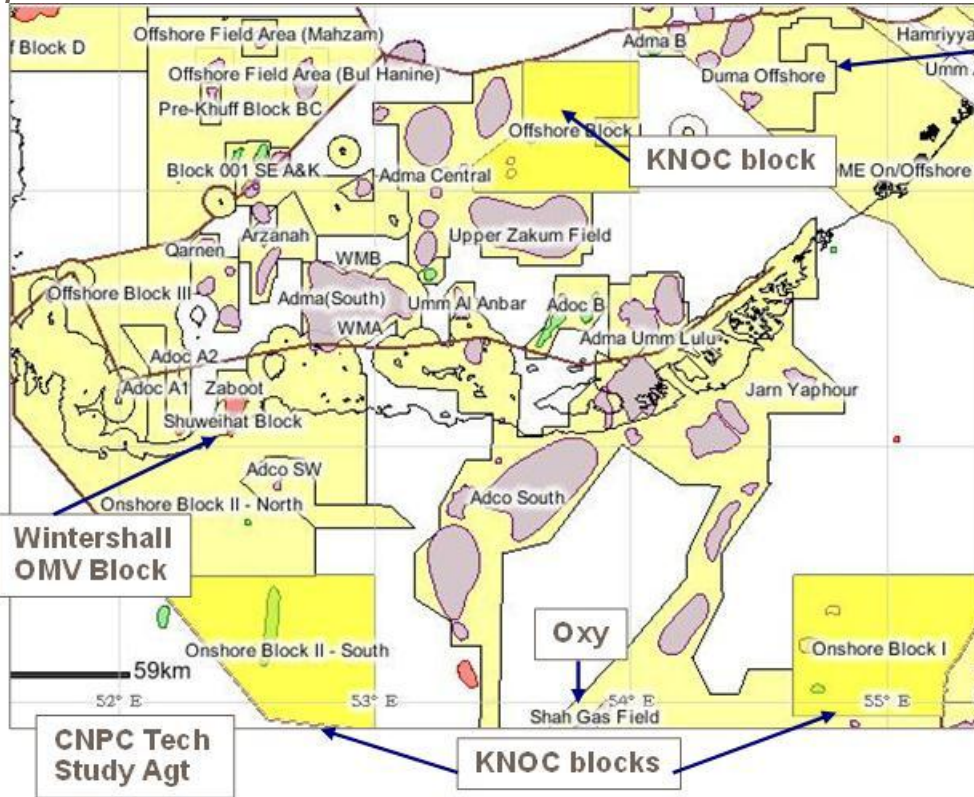 f Block D
Offshore Field Area (Mahzam)
Adma B
Hamriyya
Offshore Field Area (Bul Hanine)
Duma Offshore
Umm
Pre-Khuff Block BC
Offshore Block
KNOC block
Block 001 SE A&K
Adma Central
ME On/Offshore
Qarnen
Arzanah
Upper Zakum Field
WMB
Offshore Block III
Adma(South)
Umm Al Anbar
Adoc B
WMA
Adma Umm Lulu
Adoc A2
Adoc A1
Zaboot
Jarn Yaphour
Shuweihat Block
Adco SW
Adco South
Onshore Block II - North
Wintershall
OMV Block
Oxy
Onshore Block II - South
Onshore Block I
59km
52° E
53° E
54° E
55° E
Shah Gas Field
CNPC Tech
Study Agt
KNOC blocks